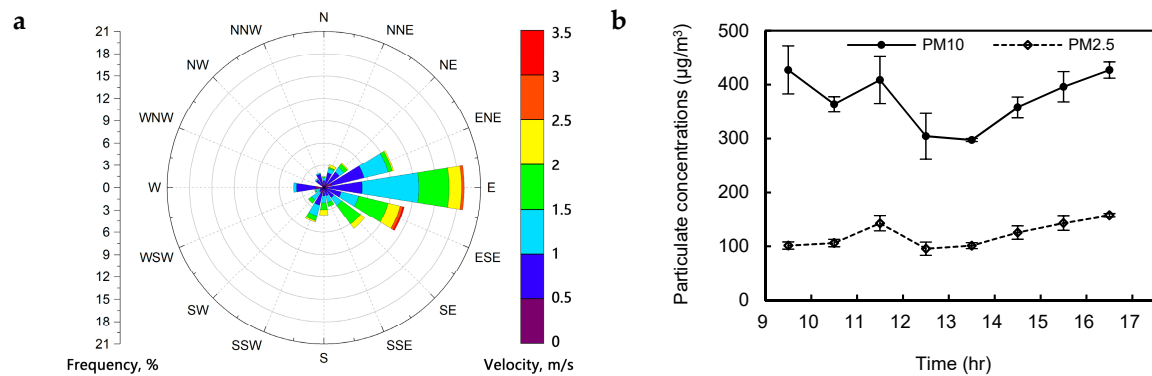 a
21
18
15
12
9
6
3
0
3
6
9
12
15
18
21
Frequency, %
N
NNE
NE
ENE
E
ESE
SE
SSE
S
SSW
SW
WSW
W
WNW
NW
NNW
3.5
3
2.5
2
1.5
1
0.5
0
Velocity, m/s
b
PM10 PM2.5
Particulate concentrations (µg/m³)
500
400
300
200
100
0
9 10 11 12 13 14 15 16 17
Time (hr)